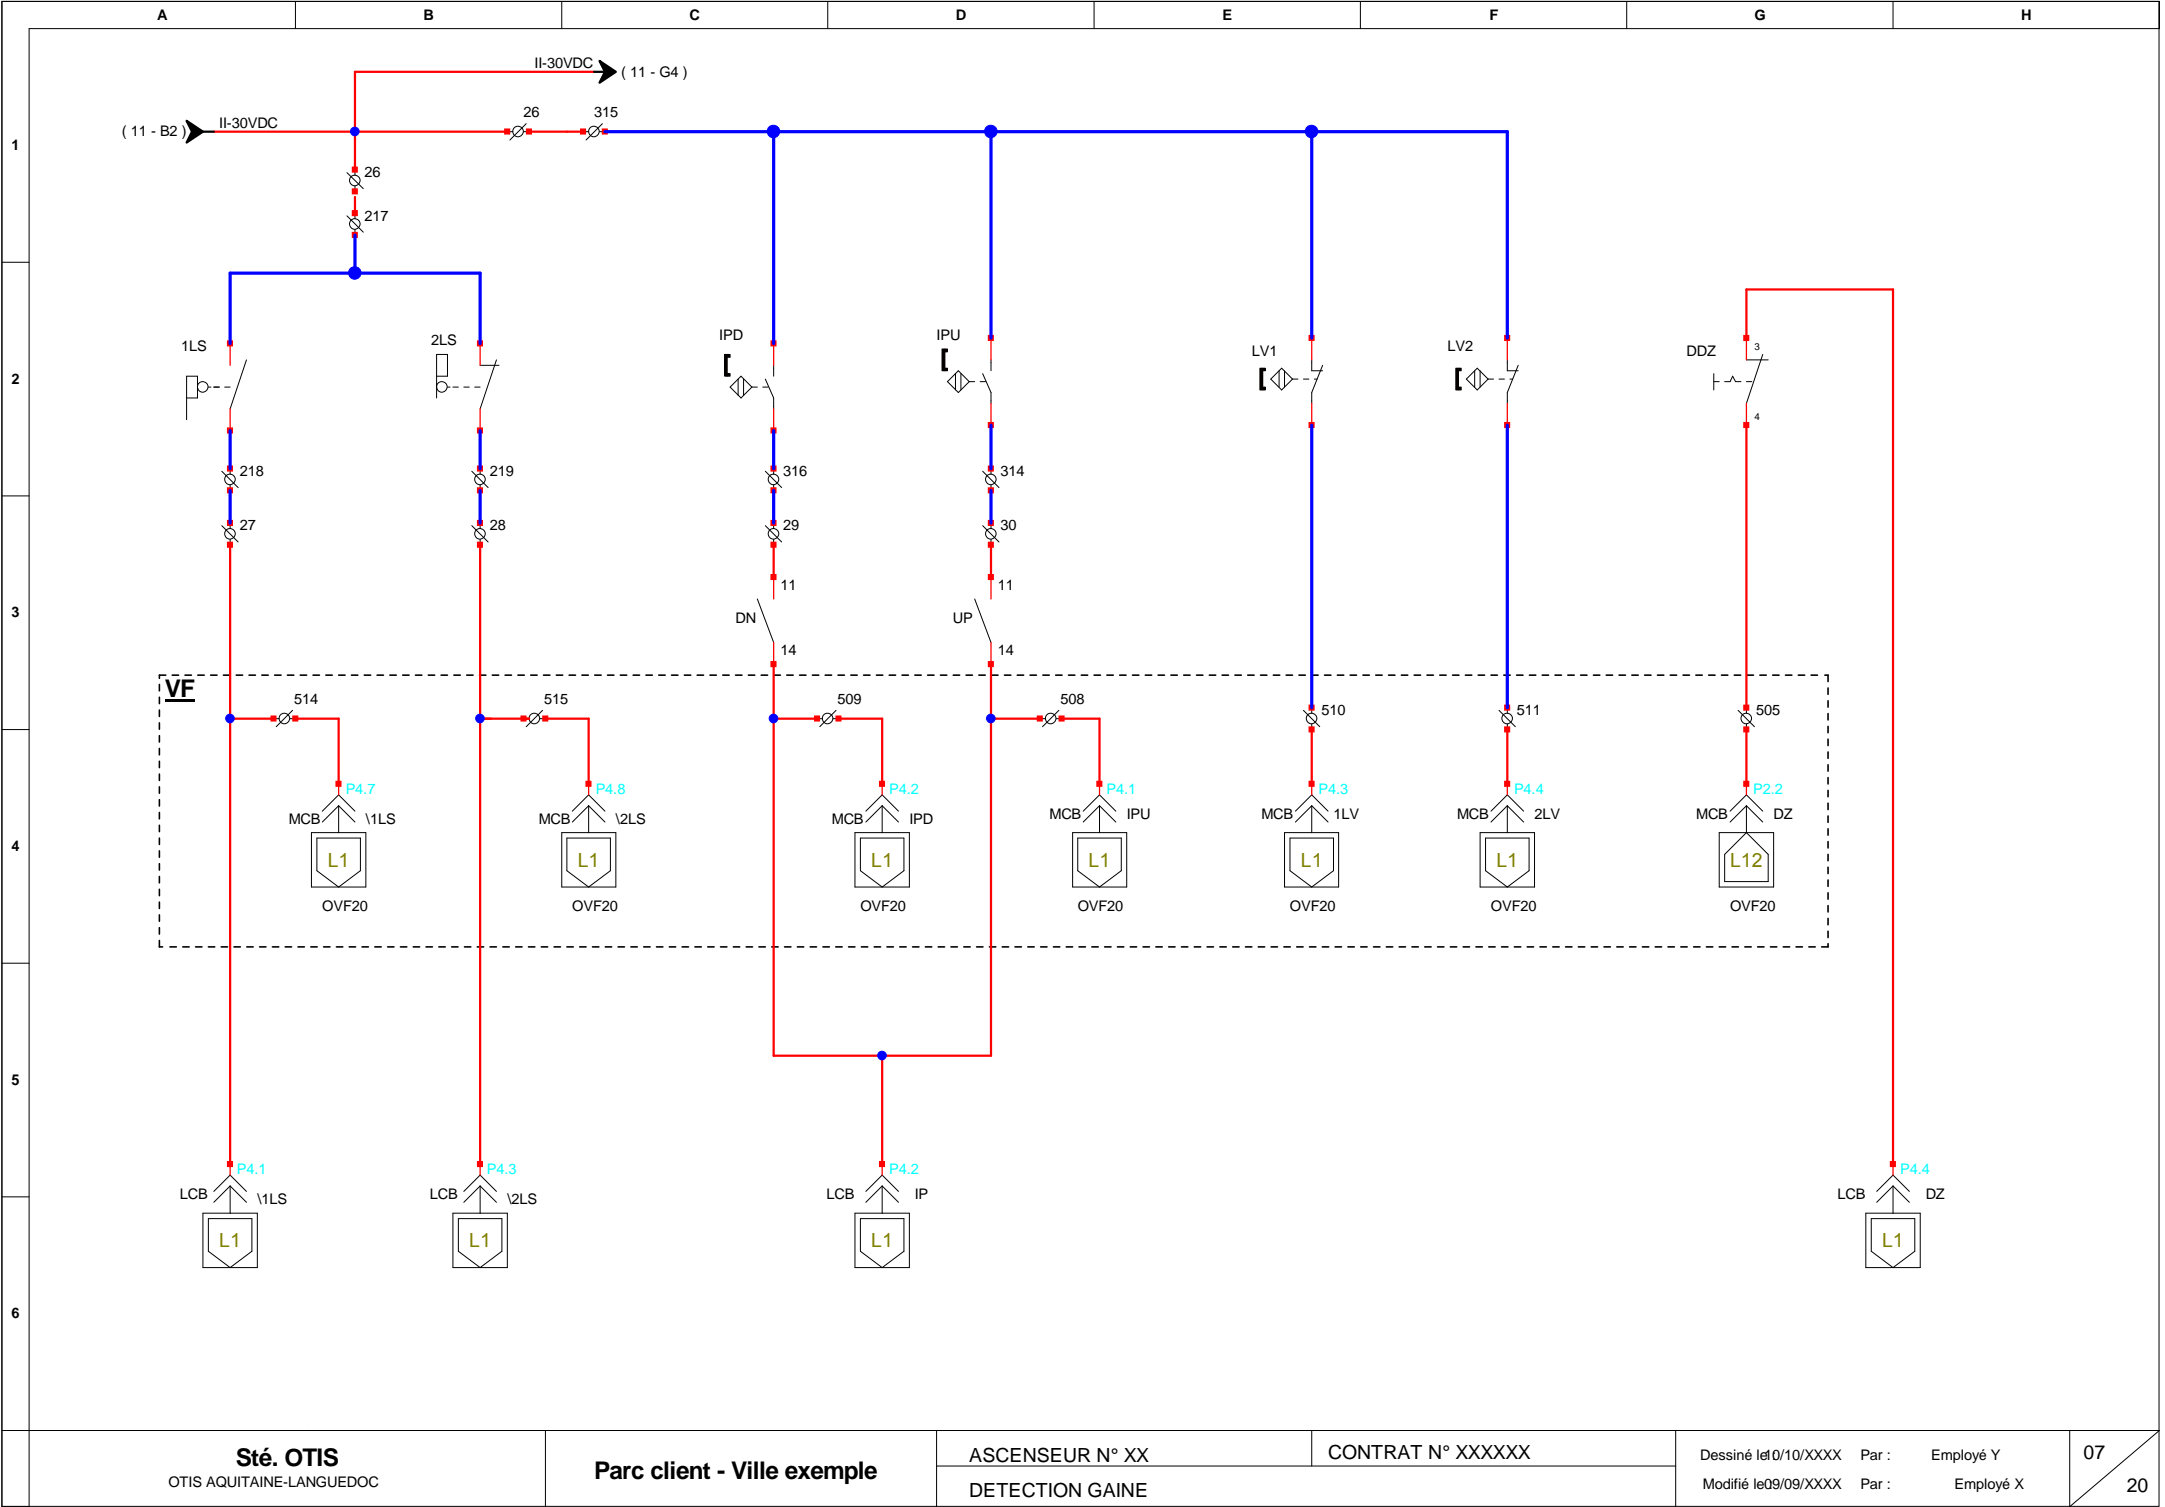 A B C D E F G H
II-30VDC ( 11 - G4 )
( 11 - B2 ) II-30VDC 26 315
1
26
217
1LS 2LS IPD IPU LV1 LV2 DDZ 3
2
4
218 219 316 314
27 28 29 30
11 11
3 DN UP
14 14
VF
514 515 509 508 510 511 505
P4.7 P4.8 P4.2 P4.1 P4.3 P4.4 P2.2
MCB \1LS MCB \2LS MCB IPD MCB IPU MCB 1LV MCB 2LV MCB DZ
4 L1 L1 L1 L1 L1 L1 L12
OVF20 OVF20 OVF20 OVF20 OVF20 OVF20 OVF20
5
P4.1 P4.3 P4.2 P4.4
LCB \1LS LCB \2LS LCB IP LCB DZ
L1 L1 L1 L1
6
Sté. OTIS
OTIS AQUITAINE-LANGUEDOC
Parc client - Ville exemple
ASCENSEUR N° XX
CONTRAT N° XXXXXX
DETECTION GAINE
Dessiné le 10/10/XXXX Par : Employé Y
Modifié le 09/09/XXXX Par : Employé X
07
20